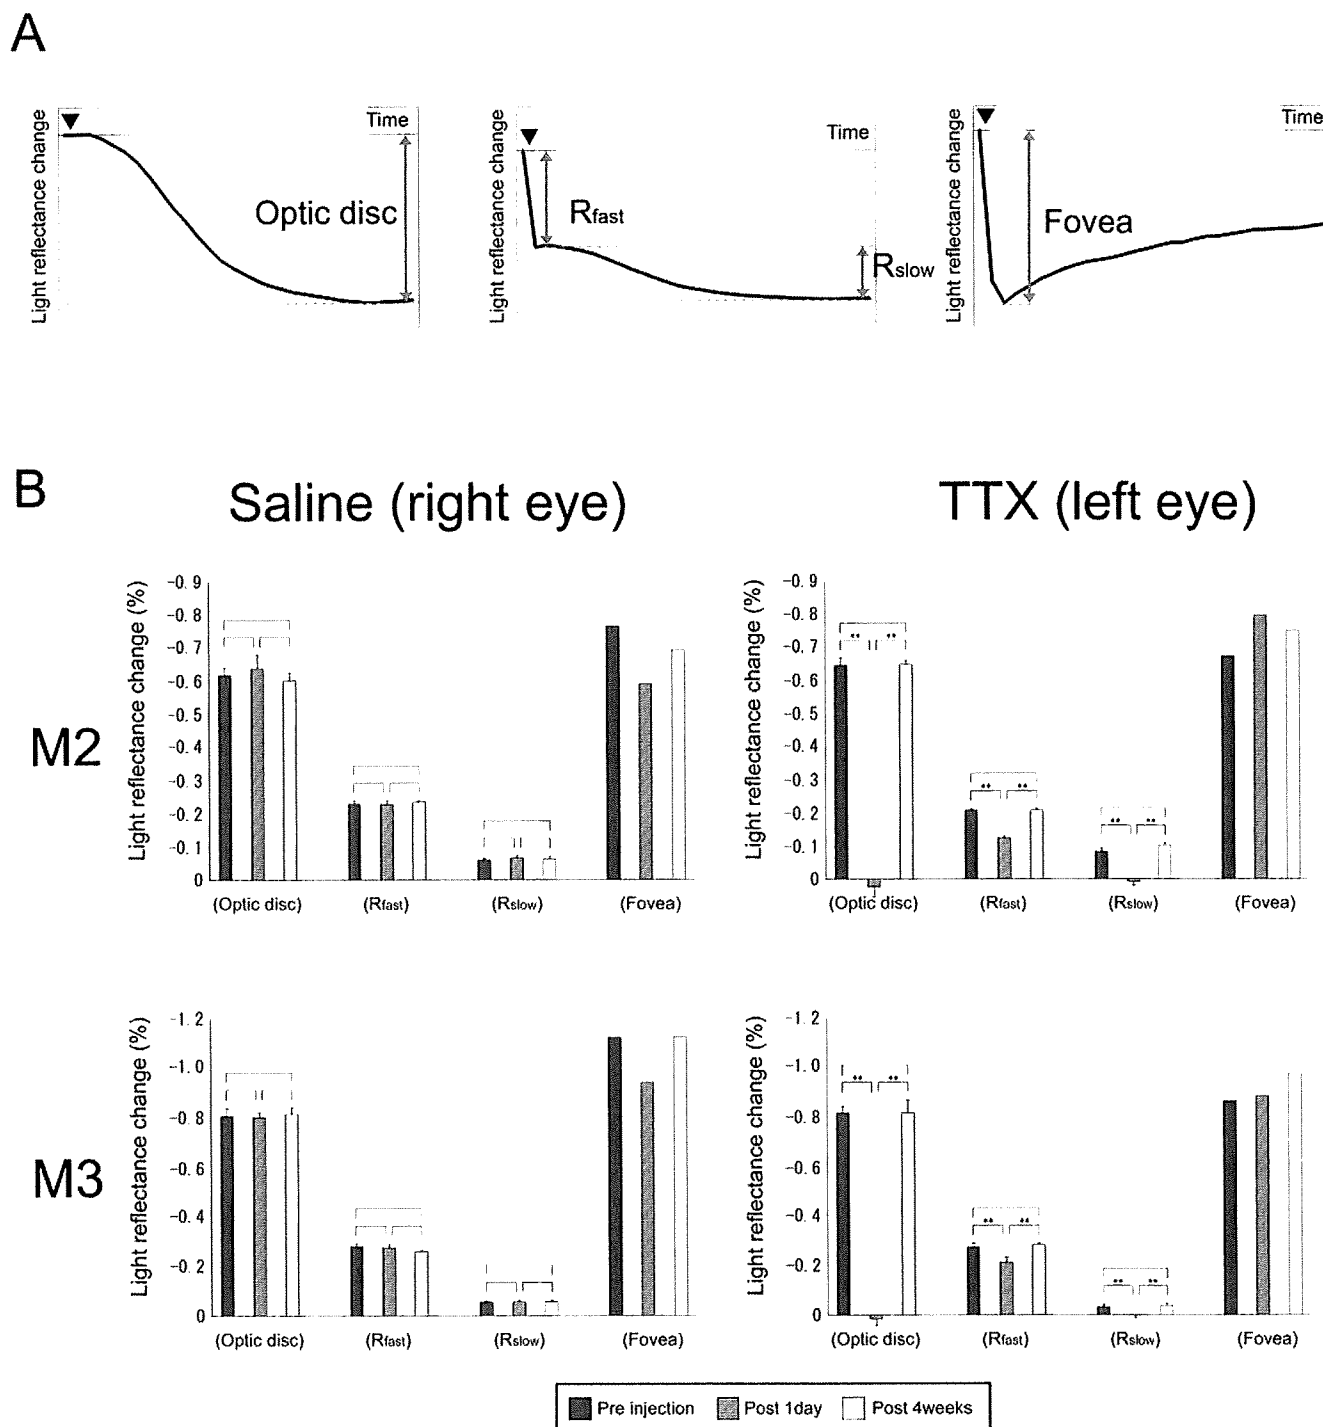 A
Light reflectance change
Time
Optic disc
Light reflectance change
Time
Rfast
Rslow
Light reflectance change
Time
Fovea
B
Saline (right eye)
TTX (left eye)
M2
Light reflectance change (%)
-0.9
-0.8
-0.7
-0.6
-0.5
-0.4
-0.3
-0.2
-0.1
0
(Optic disc)
(Rfast)
(Rslow)
(Fovea)
Light reflectance change (%)
-0.9
-0.8
-0.7
-0.6
-0.5
-0.4
-0.3
-0.2
-0.1
0
** **
** **
** **
(Optic disc)
(Rfast)
(Rslow)
(Fovea)
M3
Light reflectance change (%)
-1.2
-1.0
-0.8
-0.6
-0.4
-0.2
0
(Optic disc)
(Rfast)
(Rslow)
(Fovea)
Light reflectance change (%)
-1.2
-1.0
-0.8
-0.6
-0.4
-0.2
0
** **
** **
** **
(Optic disc)
(Rfast)
(Rslow)
(Fovea)
Pre injection Post 1day Post 4weeks